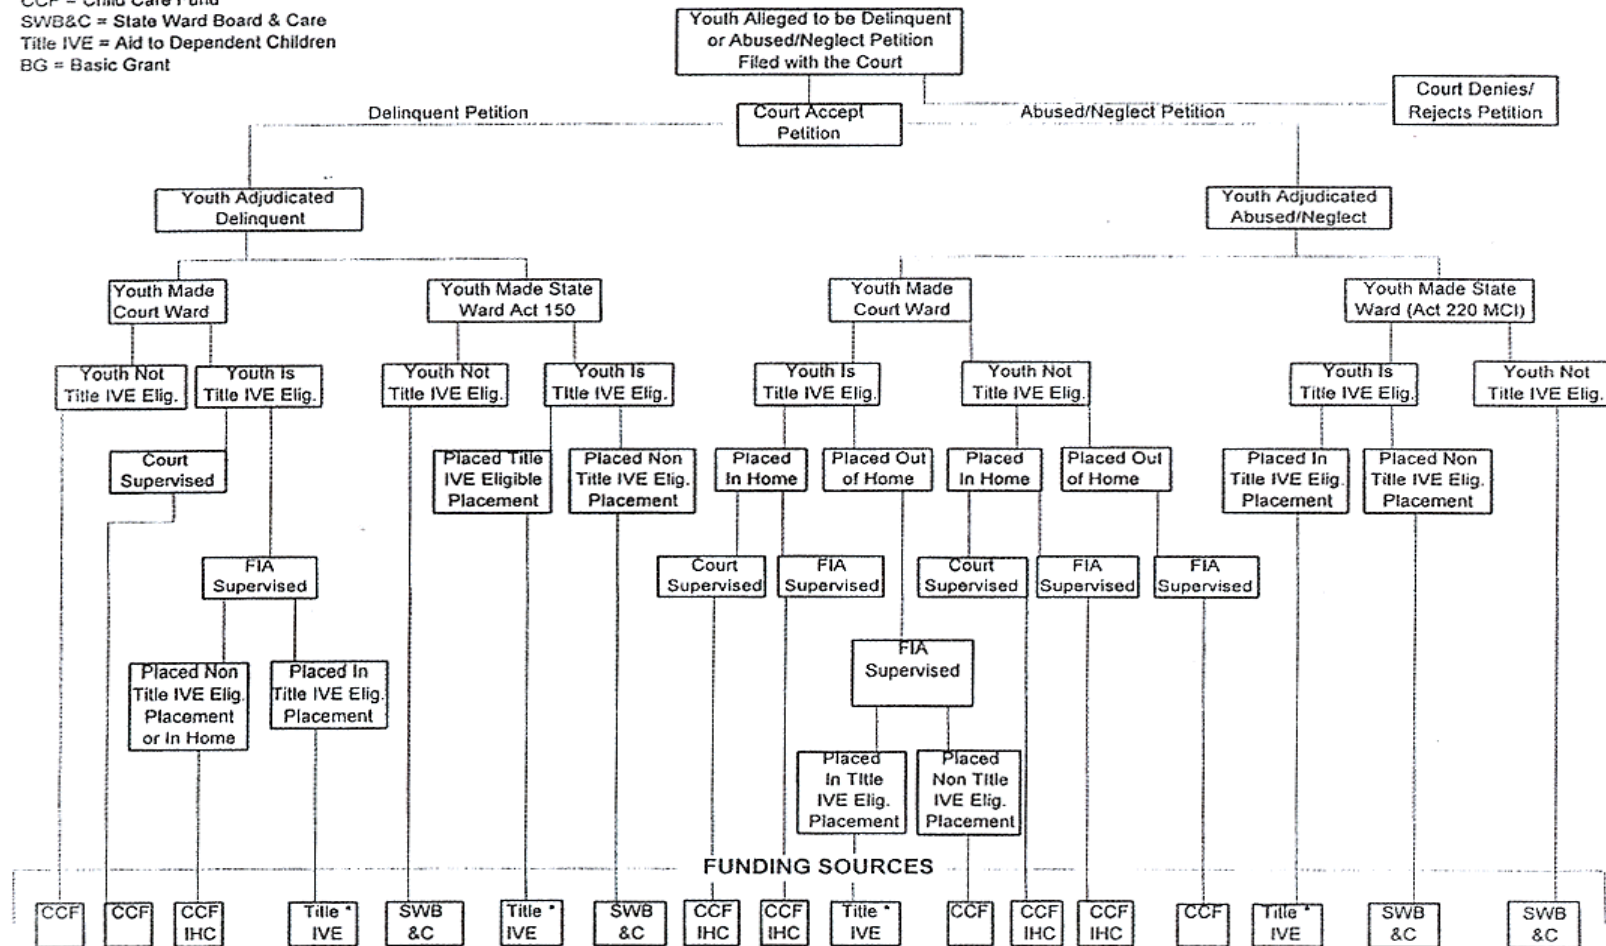 CCF = Child Care Fund
SWB&C = State Ward Board & Care
Title IVE = Aid to Dependent Children
BG = Basic Grant
Youth Alleged to be Delinquent
or Abused/Neglect Petition
Filed with the Court
Court Denies/
Rejects Petition
Delinquent Petition
Court Accept
Petition
Abused/Neglect Petition
Youth Adjudicated
Delinquent
Youth Adjudicated
Abused/Neglect
Youth Made
Court Ward
Youth Made State
Ward Act 150
Youth Made
Court Ward
Youth Made State
Ward (Act 220 MCI)
Youth Not
Title IVE Elig.
Youth Is
Title IVE Elig.
Youth Not
Title IVE Elig.
Youth Is
Title IVE Elig.
Youth Is
Title IVE Elig.
Youth Not
Title IVE Elig.
Youth Is
Title IVE Elig.
Youth Not
Title IVE Elig.
Court
Supervised
Placed Title
IVE Eligible
Placement
Placed Non
Title IVE Elig.
Placement
Placed
In Home
Placed Out
of Home
Placed
In Home
Placed Out
of Home
Placed In
Title IVE Elig.
Placement
Placed Non
Title IVE Elig.
Placement
FIA
Supervised
Court
Supervised
FIA
Supervised
Court
Supervised
FIA
Supervised
FIA
Supervised
FIA
Supervised
Placed Non
Title IVE Elig.
Placement
or In Home
Placed In
Title IVE Elig.
Placement
Placed
In Title
IVE Elig.
Placement
Placed
Non Title
IVE Elig.
Placement
FUNDING SOURCES
CCF
CCF
CCF
IHC
Title *
IVE
SWB
&C
Title *
IVE
SWB
&C
CCF
IHC
CCF
IHC
Title *
IVE
CCF
CCF
IHC
CCF
IHC
CCF
Title *
IVE
SWB
&C
SWB
&C